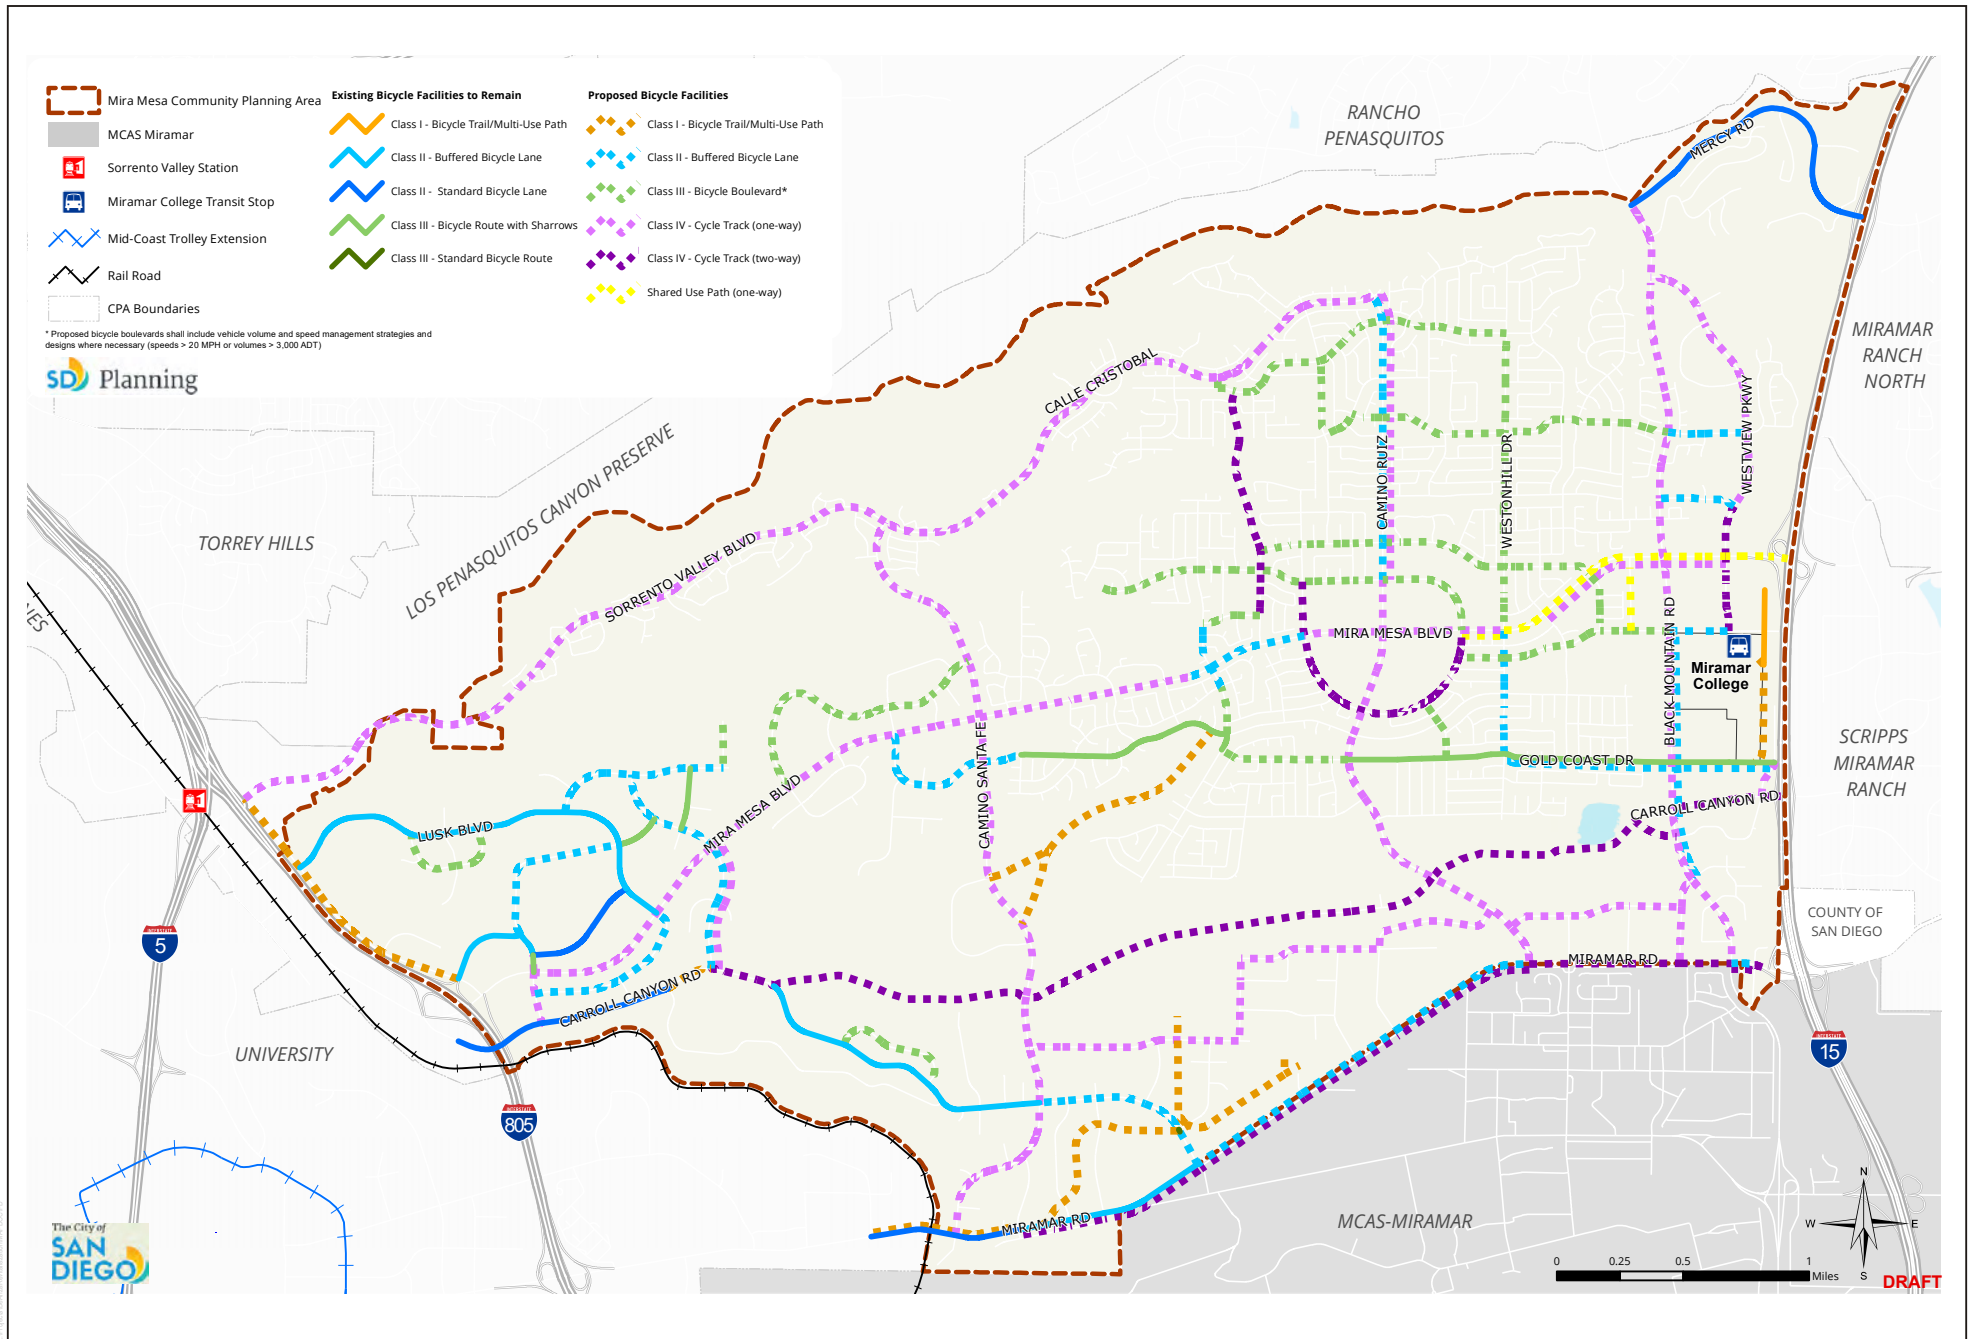 Mira Mesa Community Planning Area
MCAS Miramar
Sorrento Valley Station
Miramar College Transit Stop
Mid-Coast Trolley Extension
Rail Road
CPA Boundaries
Existing Bicycle Facilities to Remain
Class I - Bicycle Trail/Multi-Use Path
Class II - Buffered Bicycle Lane
Class II - Standard Bicycle Lane
Class III - Bicycle Route with Sharrows
Class III - Standard Bicycle Route
Proposed Bicycle Facilities
Class I - Bicycle Trail/Multi-Use Path
Class II - Buffered Bicycle Lane
Class III - Bicycle Boulevard*
Class IV - Cycle Track (one-way)
Class IV - Cycle Track (two-way)
Shared Use Path (one-way)
* Proposed bicycle boulevards shall include vehicle volume and speed management strategies and
designs where necessary (speeds > 20 MPH or volumes > 3,000 ADT)
SD Planning
RANCHO
PENASQUITOS
MERCY RD
MIRAMAR
RANCH
NORTH
CALLE CRISTOBAL
WESTVIEW PKWY
CAMINO RUIZ
WESTONHILL DR
LOS PENASQUITOS CANYON PRESERVE
TORREY HILLS
SORRENTO VALLEY BLVD
NES
MIRA MESA BLVD
BLACK MOUNTAIN RD
Miramar
College
CAMINO SANTA FE
GOLD COAST DR
SCRIPPS
MIRAMAR
RANCH
MIRA MESA BLVD
LUSK BLVD
CARROLL CANYON RD
COUNTY OF
SAN DIEGO
INTERSTATE
5
MIRAMAR RD
CARROLL CANYON RD
UNIVERSITY
INTERSTATE
15
INTERSTATE
805
MIRAMAR RD
MCAS-MIRAMAR
The City of
SAN
DIEGO
N
W E
S
0 0.25 0.5 1
Miles
DRAFT